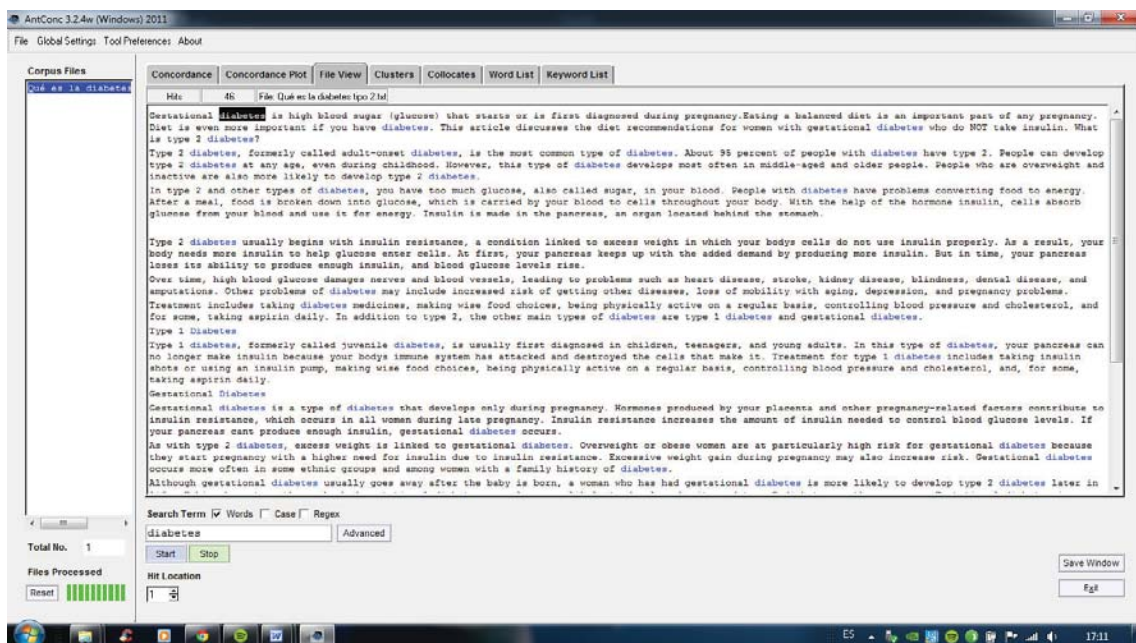 AntConc 3.2.4w (Windows) 2011
File Global Settings Tool Preferences About
Corpus Files
Qué es la diabetes
Concordance Concordance Plot File View Clusters Collocates Word List Keyword List
Hits 46 File: Qué es la diabetes tipo 2.txt
Gestational diabetes is high blood sugar (glucose) that starts or is first diagnosed during pregnancy.Eating a balanced diet is an important part of any pregnancy.
Diet is even more important if you have diabetes. This article discusses the diet recommendations for women with gestational diabetes who do NOT take insulin. What
is type 2 diabetes?
Type 2 diabetes, formerly called adult-onset diabetes, is the most common type of diabetes. About 95 percent of people with diabetes have type 2. People can develop
type 2 diabetes at any age, even during childhood. However, this type of diabetes develops most often in middle-aged and older people. People who are overweight and
inactive are also more likely to develop type 2 diabetes.
In type 2 and other types of diabetes, you have too much glucose, also called sugar, in your blood. People with diabetes have problems converting food to energy.
After a meal, food is broken down into glucose, which is carried by your blood to cells throughout your body. With the help of the hormone insulin, cells absorb
glucose from your blood and use it for energy. Insulin is made in the pancreas, an organ located behind the stomach.
Type 2 diabetes usually begins with insulin resistance, a condition linked to excess weight in which your bodys cells do not use insulin properly. As a result, your
body needs more insulin to help glucose enter cells. At first, your pancreas keeps up with the added demand by producing more insulin. But in time, your pancreas
loses its ability to produce enough insulin, and blood glucose levels rise.
Over time, high blood glucose damages nerves and blood vessels, leading to problems such as heart disease, stroke, kidney disease, blindness, dental disease, and
amputations. Other problems of diabetes may include increased risk of getting other diseases, loss of mobility with aging, depression, and pregnancy problems.
Treatment includes taking diabetes medicines, making wise food choices, being physically active on a regular basis, controlling blood pressure and cholesterol, and
for some, taking aspirin daily. In addition to type 2, the other main types of diabetes are type 1 diabetes and gestational diabetes.
Type 1 Diabetes
Type 1 diabetes, formerly called juvenile diabetes, is usually first diagnosed in children, teenagers, and young adults. In this type of diabetes, your pancreas can
no longer make insulin because your bodys immune system has attacked and destroyed the cells that make it. Treatment for type 1 diabetes includes taking insulin
shots or using an insulin pump, making wise food choices, being physically active on a regular basis, controlling blood pressure and cholesterol, and, for some,
taking aspirin daily.
Gestational Diabetes
Gestational diabetes is a type of diabetes that develops only during pregnancy. Hormones produced by your placenta and other pregnancy-related factors contribute to
insulin resistance, which occurs in all women during late pregnancy. Insulin resistance increases the amount of insulin needed to control blood glucose levels. If
your pancreas cant produce enough insulin, gestational diabetes occurs.
As with type 2 diabetes, excess weight is linked to gestational diabetes. Overweight or obese women are at particularly high risk for gestational diabetes because
they start pregnancy with a higher need for insulin due to insulin resistance. Excessive weight gain during pregnancy may also increase risk. Gestational diabetes
occurs more often in some ethnic groups and among women with a family history of diabetes.
Although gestational diabetes usually goes away after the baby is born, a woman who has had gestational diabetes is more likely to develop type 2 diabetes later in
Search Term Words Case Regex
diabetes Advanced
Start Stop
Hit Location
1
Total No. 1
Files Processed
Reset
Save Window
Exit
ES 17:11